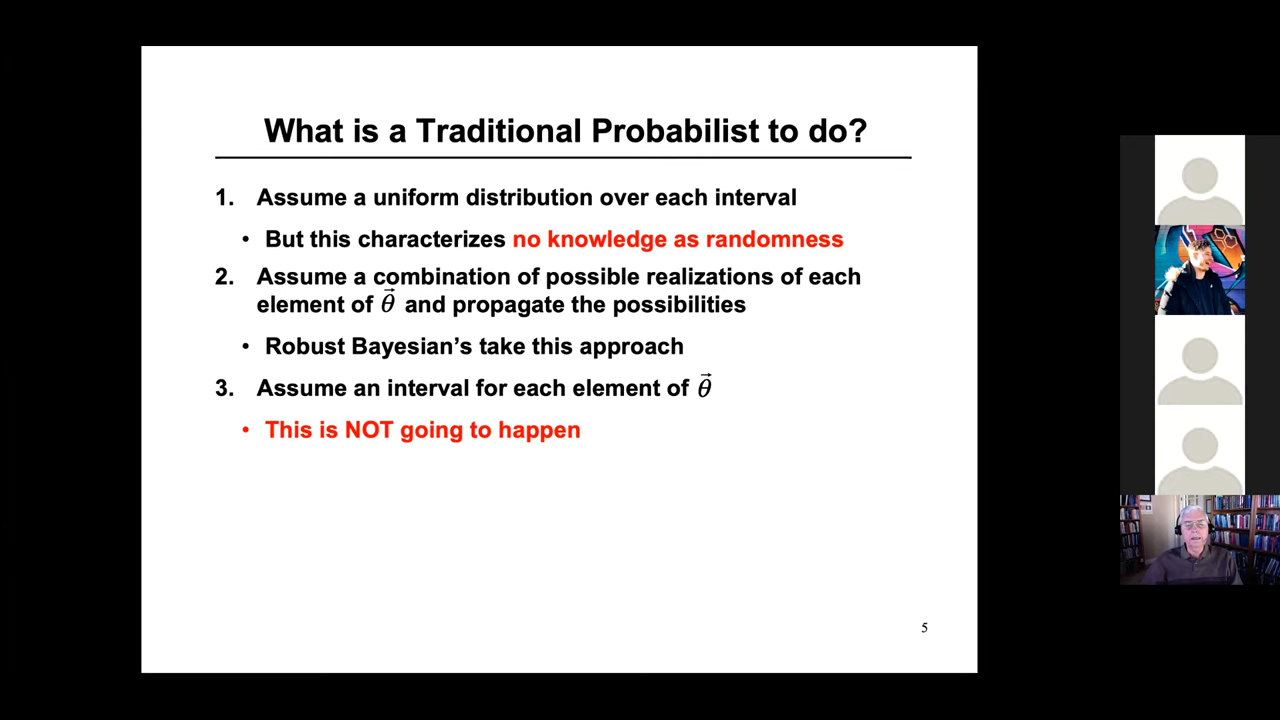 What is a Traditional Probabilist to do?
1. Assume a uniform distribution over each interval
• But this characterizes no knowledge as randomness
2. Assume a combination of possible realizations of each
element of θ⃗ and propagate the possibilities
• Robust Bayesian's take this approach
3. Assume an interval for each element of θ⃗
• This is NOT going to happen
5